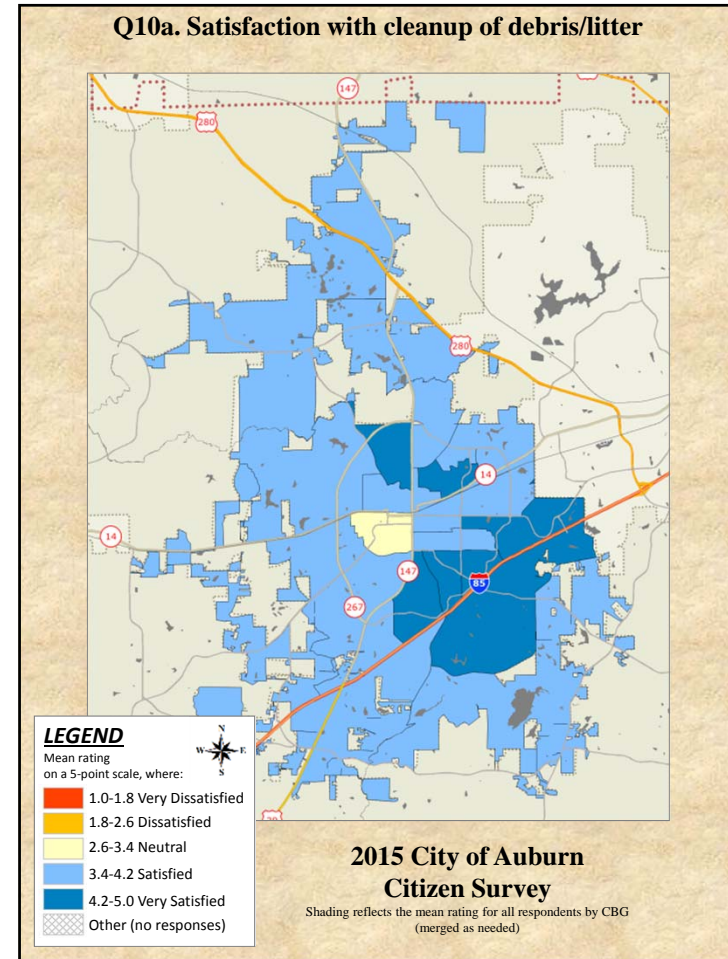 Q10a. Satisfaction with cleanup of debris/litter
147
280
280
14
14
147
85
267
LEGEND
Mean rating
on a 5-point scale, where:
N
W E
S
1.0-1.8 Very Dissatisfied
1.8-2.6 Dissatisfied
2.6-3.4 Neutral
3.4-4.2 Satisfied
4.2-5.0 Very Satisfied
Other (no responses)
2015 City of Auburn
Citizen Survey
Shading reflects the mean rating for all respondents by CBG
(merged as needed)